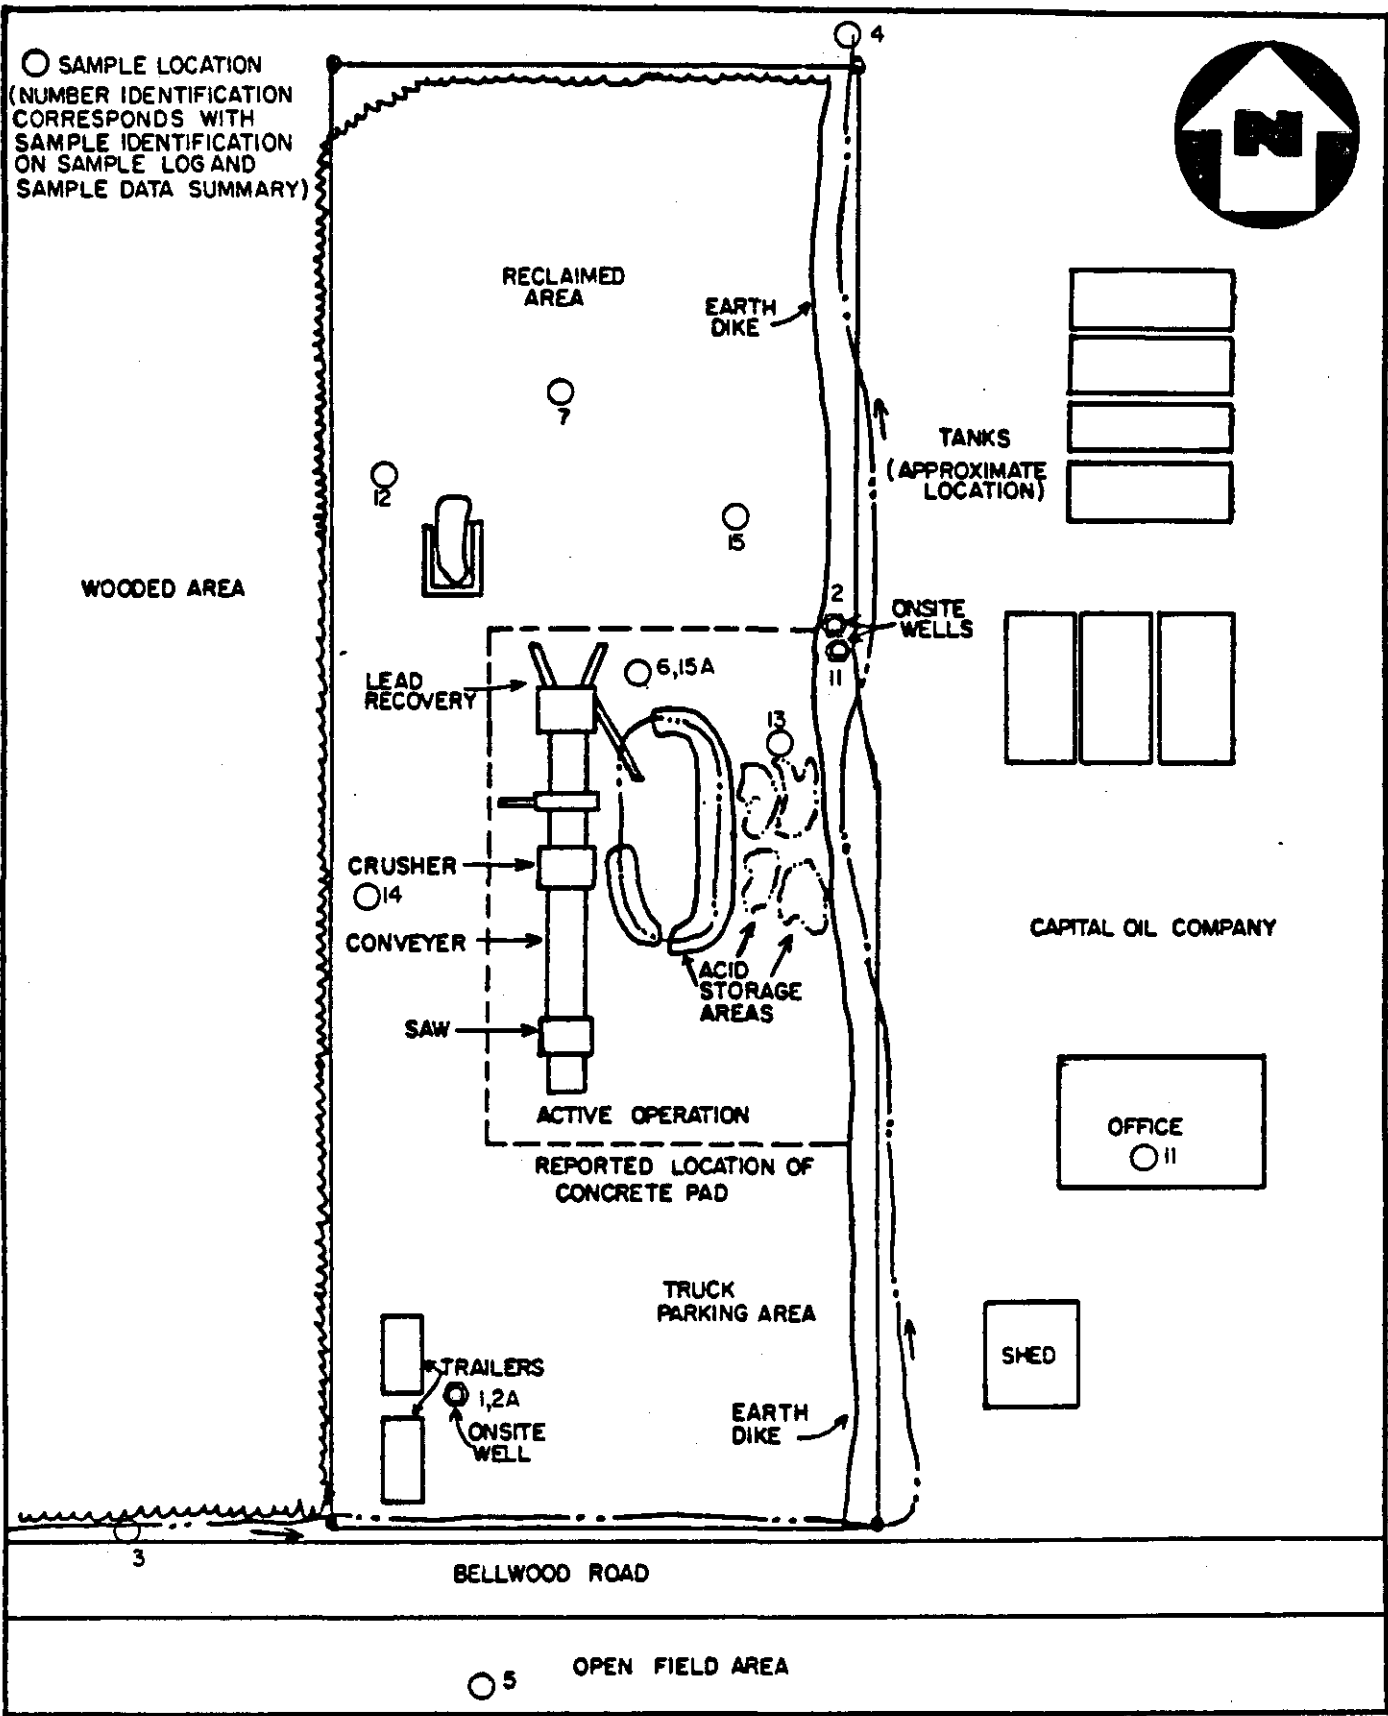 SAMPLE LOCATION
(NUMBER IDENTIFICATION
CORRESPONDS WITH
SAMPLE IDENTIFICATION
ON SAMPLE LOG AND
SAMPLE DATA SUMMARY)
4
N
RECLAIMED
AREA
EARTH
DIKE
7
TANKS
(APPROXIMATE
LOCATION)
12
15
WOODED AREA
2
ONSITE
WELLS
11
6,15A
LEAD
RECOVERY
13
CRUSHER
14
CONVEYER
CAPITAL OIL COMPANY
ACID
STORAGE
AREAS
SAW
ACTIVE OPERATION
OFFICE
11
REPORTED LOCATION OF
CONCRETE PAD
TRUCK
PARKING AREA
SHED
TRAILERS
1,2A
ONSITE
WELL
EARTH
DIKE
3
BELLWOOD ROAD
OPEN FIELD AREA
5